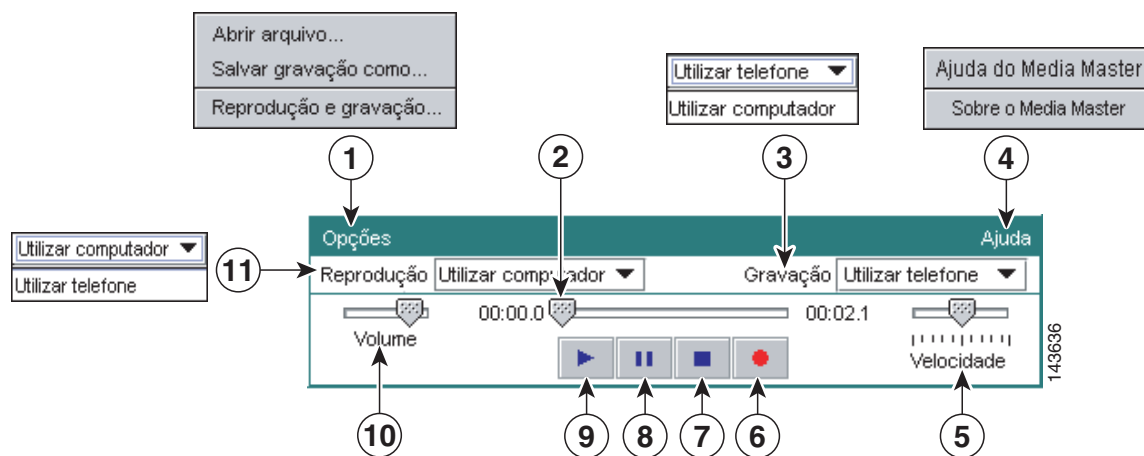 Abrir arquivo...
Salvar gravação como...
Reprodução e gravação...
Utilizar telefone
Utilizar computador
Ajuda do Media Master
Sobre o Media Master
1
2
3
4
Opções
Ajuda
Utilizar computador
Utilizar telefone
11
Reprodução
Utilizar computador
Gravação
Utilizar telefone
00:00.0
00:02.1
Volume
Velocidade
143636
10
9
8
7
6
5